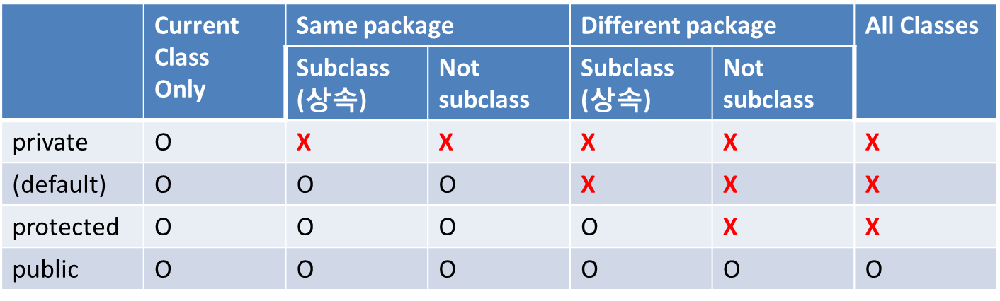 Current Class Only Same package Different package All Classes
Subclass (상속) Not subclass Subclass (상속) Not subclass
private O X X X X X
(default) O O O X X X
protected O O O O X X
public O O O O O O